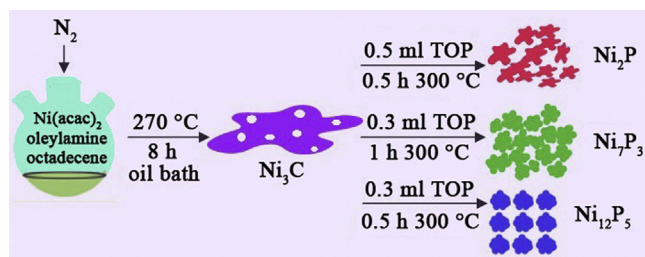 N₂
Ni(acac)₂
oleylamine
octadecene
270 °C
8 h
oil bath
Ni₃C
0.5 ml TOP
0.5 h 300 °C
Ni₂P
0.3 ml TOP
1 h 300 °C
Ni₇P₃
0.3 ml TOP
0.5 h 300 °C
Ni₁₂P₅